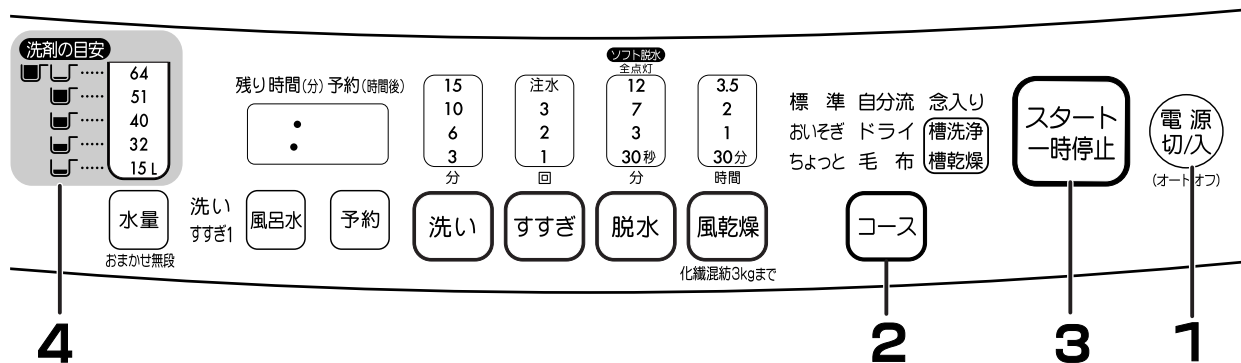 洗剤の目安
64
51
40
32
15L
水量
おまかせ無段
残り時間(分) 予約(時間後)
:
洗い
すすぎ1
風呂水
予約
15
10
6
3
分
洗い
注水
3
2
1
回
すすぎ
ソフト脱水
全点灯
12
7
3
30秒
分
脱水
3.5
2
1
30分
時間
風乾燥
化繊混紡3kgまで
標準 自分流 念入り
おいそぎ ドライ 槽洗浄
ちょっと 毛布 槽乾燥
コース
スタート
一時停止
電源
切/入
(オートオフ)
4
2
3
1